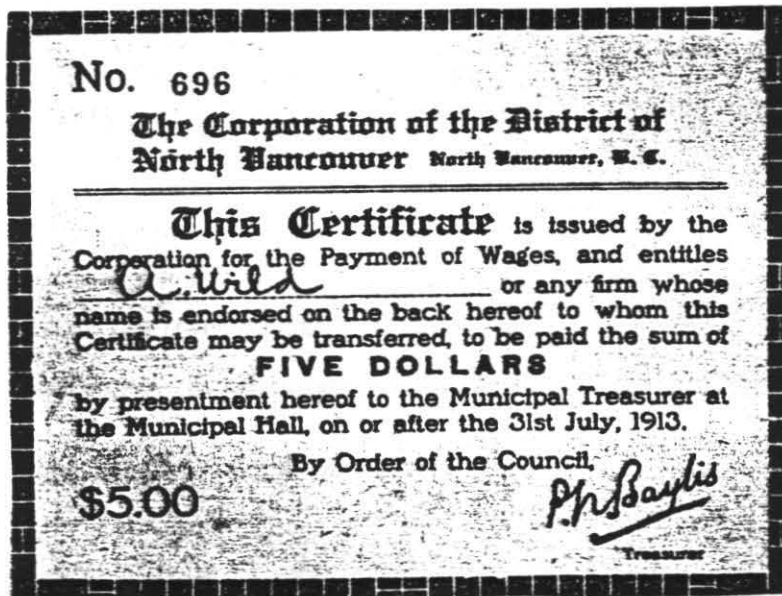 No. 696
The Corporation of the District of
North Vancouver North Vancouver, B. C.
This Certificate is issued by the
Corporation for the Payment of Wages, and entitles
A. Wild or any firm whose
name is endorsed on the back hereof to whom this
Certificate may be transferred, to be paid the sum of
FIVE DOLLARS
by presentment hereof to the Municipal Treasurer at
the Municipal Hall, on or after the 31st July, 1913.
By Order of the Council,
$5.00
Baylis
Treasurer